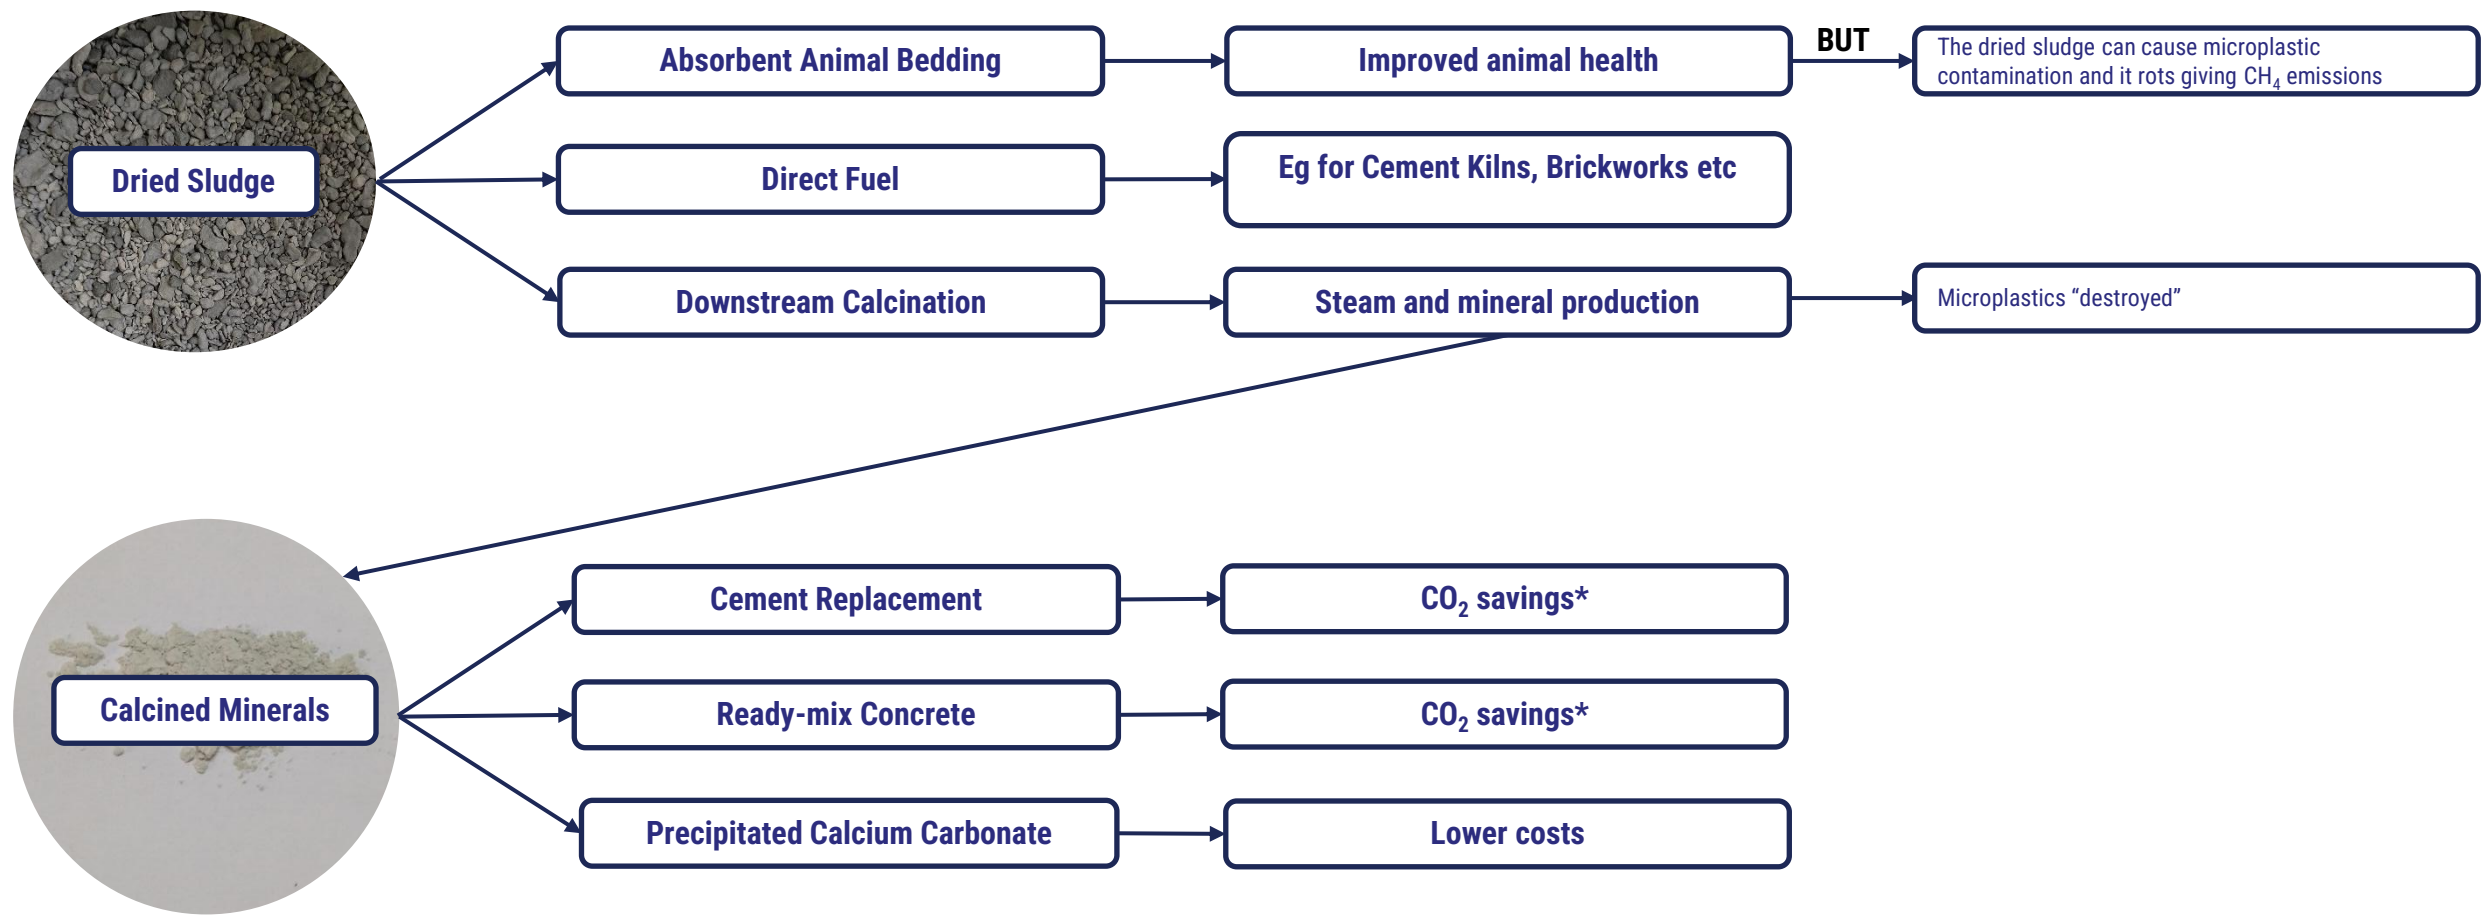 Dried Sludge
Absorbent Animal Bedding
Improved animal health
BUT
The dried sludge can cause microplastic
contamination and it rots giving CH₄ emissions
Direct Fuel
Eg for Cement Kilns, Brickworks etc
Downstream Calcination
Steam and mineral production
Microplastics “destroyed”
Calcined Minerals
Cement Replacement
CO₂ savings*
Ready-mix Concrete
CO₂ savings*
Precipitated Calcium Carbonate
Lower costs